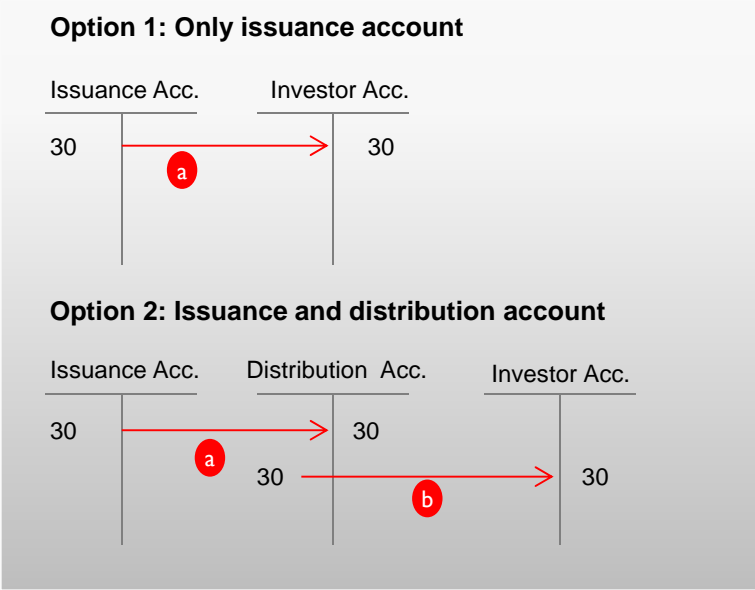 Option 1: Only issuance account
Issuance Acc. Investor Acc.
30 30
a
Option 2: Issuance and distribution account
Issuance Acc. Distribution Acc. Investor Acc.
30 30
a
30 30
b